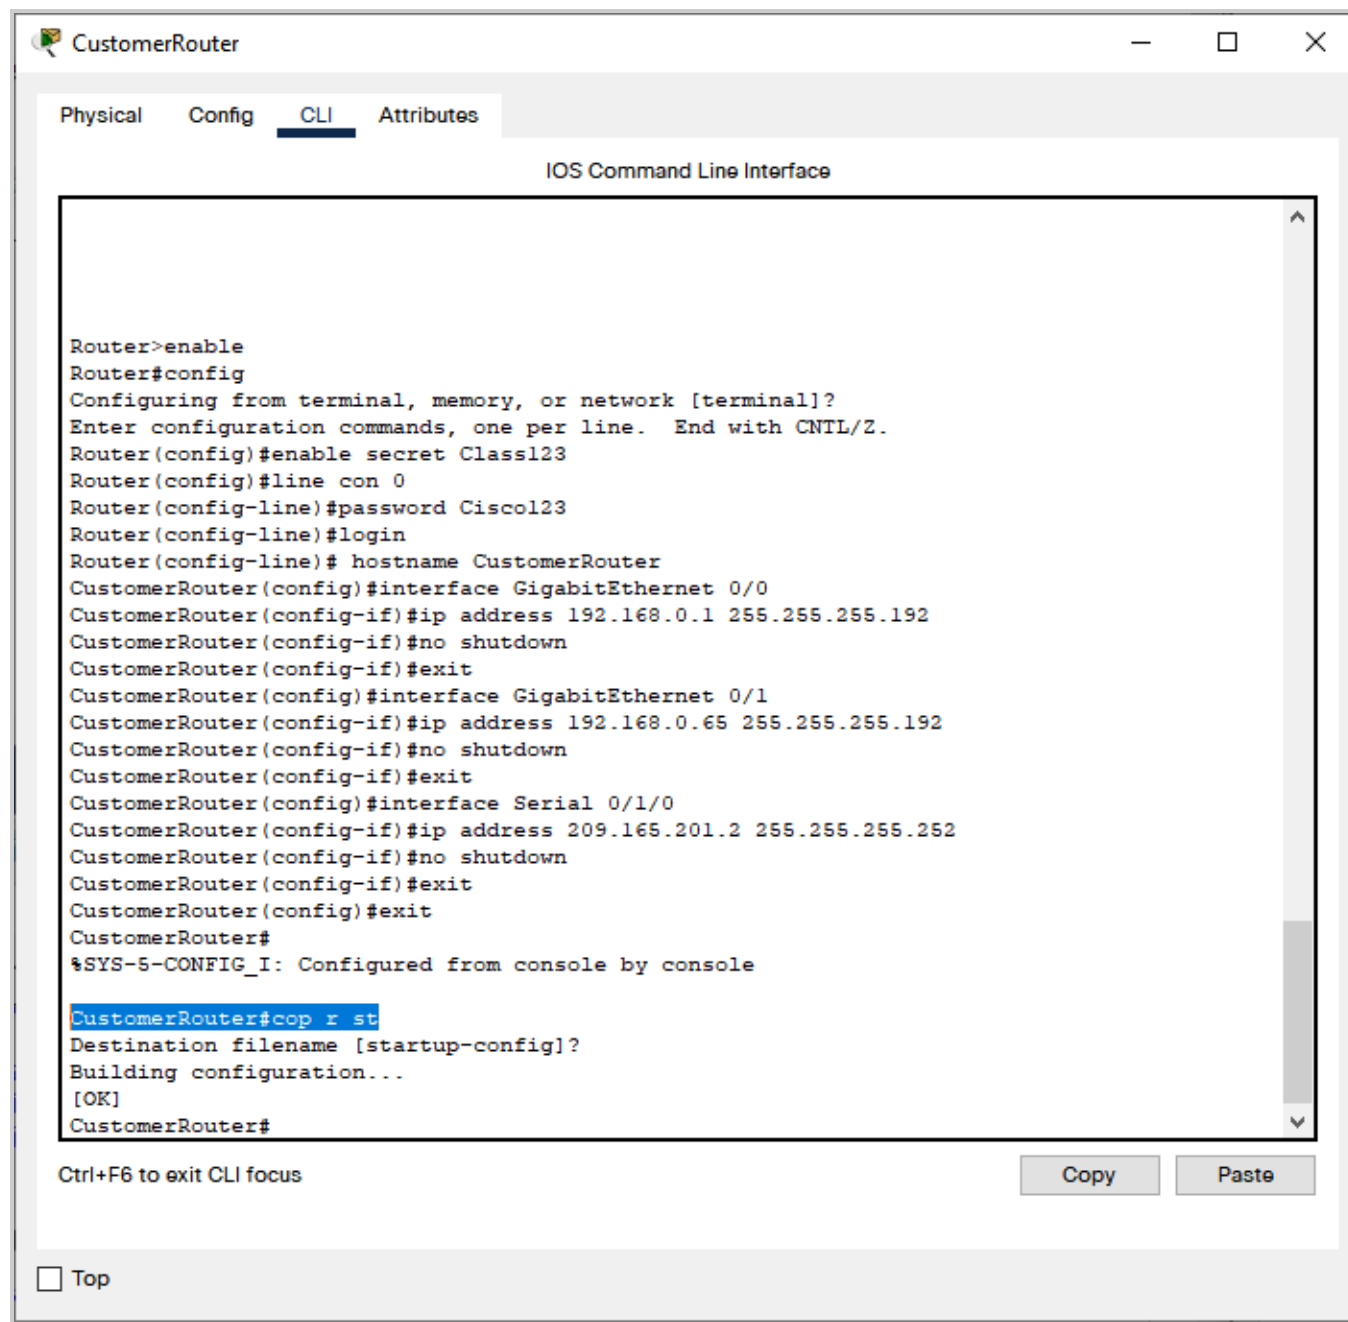 CustomerRouter
Physical Config CLI Attributes
IOS Command Line Interface
Router>enable
Router#config
Configuring from terminal, memory, or network [terminal]?
Enter configuration commands, one per line.  End with CNTL/Z.
Router(config)#enable secret Class123
Router(config)#line con 0
Router(config-line)#password Cisco123
Router(config-line)#login
Router(config-line)# hostname CustomerRouter
CustomerRouter(config)#interface GigabitEthernet 0/0
CustomerRouter(config-if)#ip address 192.168.0.1 255.255.255.192
CustomerRouter(config-if)#no shutdown
CustomerRouter(config-if)#exit
CustomerRouter(config)#interface GigabitEthernet 0/1
CustomerRouter(config-if)#ip address 192.168.0.65 255.255.255.192
CustomerRouter(config-if)#no shutdown
CustomerRouter(config-if)#exit
CustomerRouter(config)#interface Serial 0/1/0
CustomerRouter(config-if)#ip address 209.165.201.2 255.255.255.252
CustomerRouter(config-if)#no shutdown
CustomerRouter(config-if)#exit
CustomerRouter(config)#exit
CustomerRouter#
%SYS-5-CONFIG_I: Configured from console by console
CustomerRouter#cop r st
Destination filename [startup-config]?
Building configuration...
[OK]
CustomerRouter#
Ctrl+F6 to exit CLI focus Copy Paste
Top